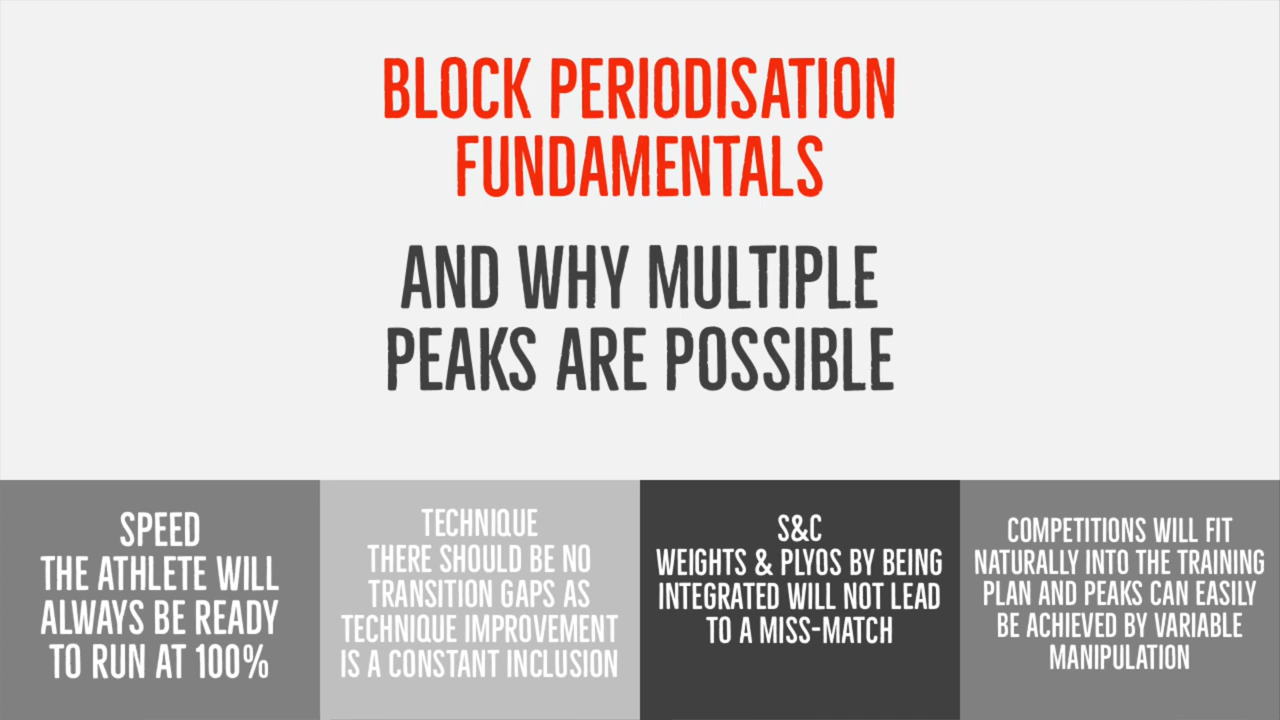 BLOCK PERIODISATION
FUNDAMENTALS
AND WHY MULTIPLE
PEAKS ARE POSSIBLE
SPEED
THE ATHLETE WILL
ALWAYS BE READY
TO RUN AT 100%
TECHNIQUE
THERE SHOULD BE NO
TRANSITION GAPS AS
TECHNIQUE IMPROVEMENT
IS A CONSTANT INCLUSION
S&C
WEIGHTS & PLYOS BY BEING
INTEGRATED WILL NOT LEAD
TO A MISS-MATCH
COMPETITIONS WILL FIT
NATURALLY INTO THE TRAINING
PLAN AND PEAKS CAN EASILY
BE ACHIEVED BY VARIABLE
MANIPULATION